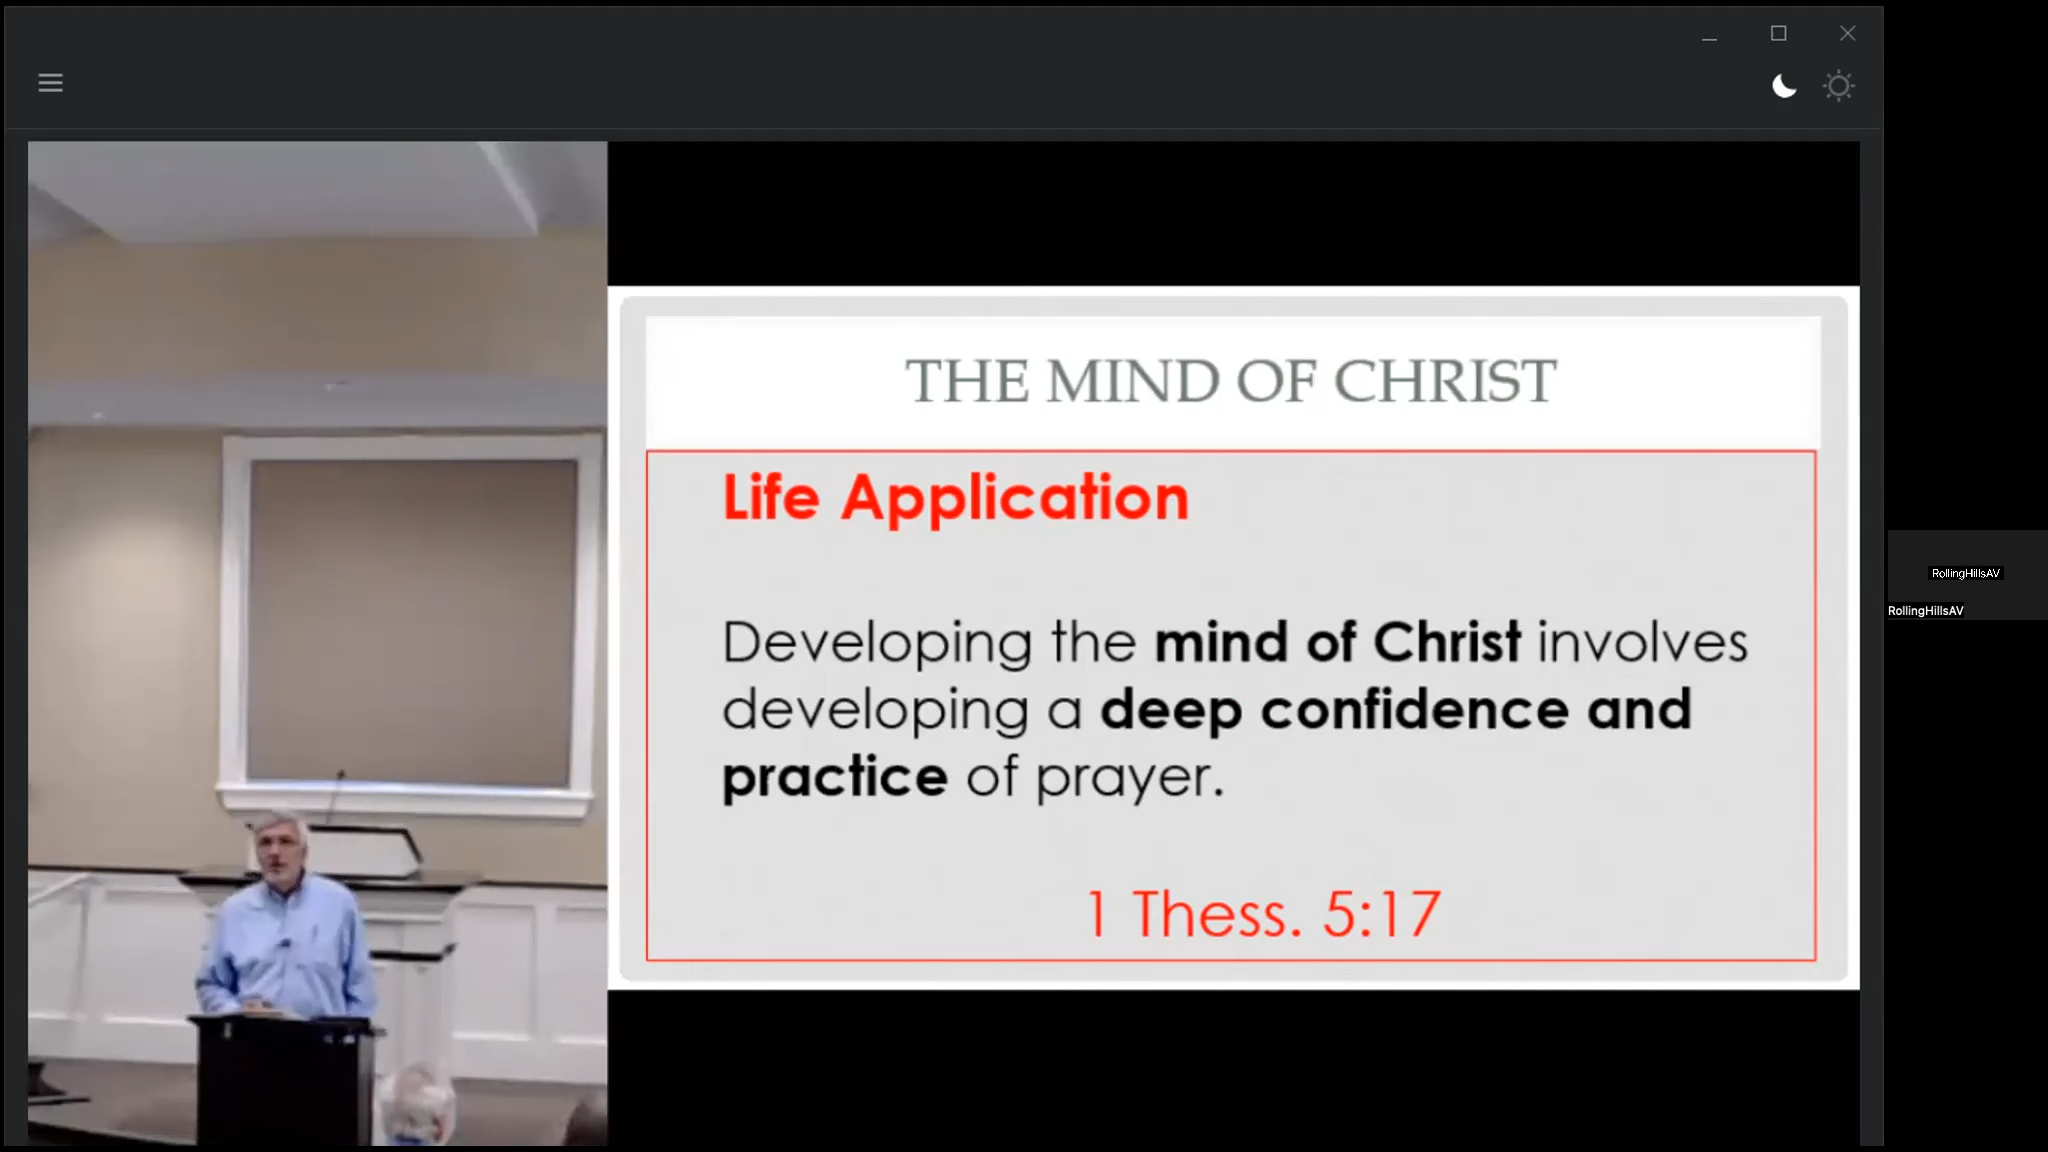 THE MIND OF CHRIST
Life Application
Developing the mind of Christ involves
developing a deep confidence and
practice of prayer.
1 Thess. 5:17
RollingHillsAV
RollingHillsAV